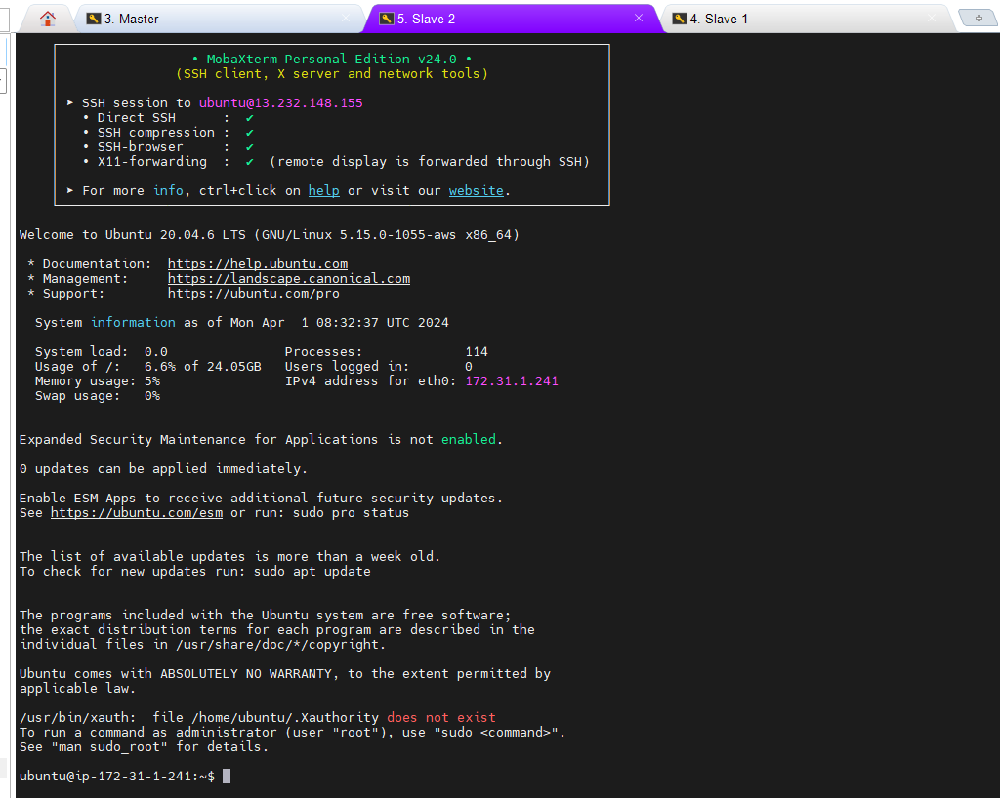 3. Master
5. Slave-2
4. Slave-1
• MobaXterm Personal Edition v24.0 •
(SSH client, X server and network tools)
➤ SSH session to ubuntu@13.232.148.155
• Direct SSH      :  ✔
• SSH compression :  ✔
• SSH-browser     :  ✔
• X11-forwarding  :  ✔  (remote display is forwarded through SSH)
➤ For more info, ctrl+click on help or visit our website.
Welcome to Ubuntu 20.04.6 LTS (GNU/Linux 5.15.0-1055-aws x86_64)
* Documentation:  https://help.ubuntu.com
* Management:     https://landscape.canonical.com
* Support:        https://ubuntu.com/pro
System information as of Mon Apr  1 08:32:37 UTC 2024
System load:  0.0               Processes:             114
Usage of /:   6.6% of 24.05GB   Users logged in:       0
Memory usage: 5%                IPv4 address for eth0: 172.31.1.241
Swap usage:   0%
Expanded Security Maintenance for Applications is not enabled.
0 updates can be applied immediately.
Enable ESM Apps to receive additional future security updates.
See https://ubuntu.com/esm or run: sudo pro status
The list of available updates is more than a week old.
To check for new updates run: sudo apt update
The programs included with the Ubuntu system are free software;
the exact distribution terms for each program are described in the
individual files in /usr/share/doc/*/copyright.
Ubuntu comes with ABSOLUTELY NO WARRANTY, to the extent permitted by
applicable law.
/usr/bin/xauth:  file /home/ubuntu/.Xauthority does not exist
To run a command as administrator (user "root"), use "sudo <command>".
See "man sudo_root" for details.
ubuntu@ip-172-31-1-241:~$